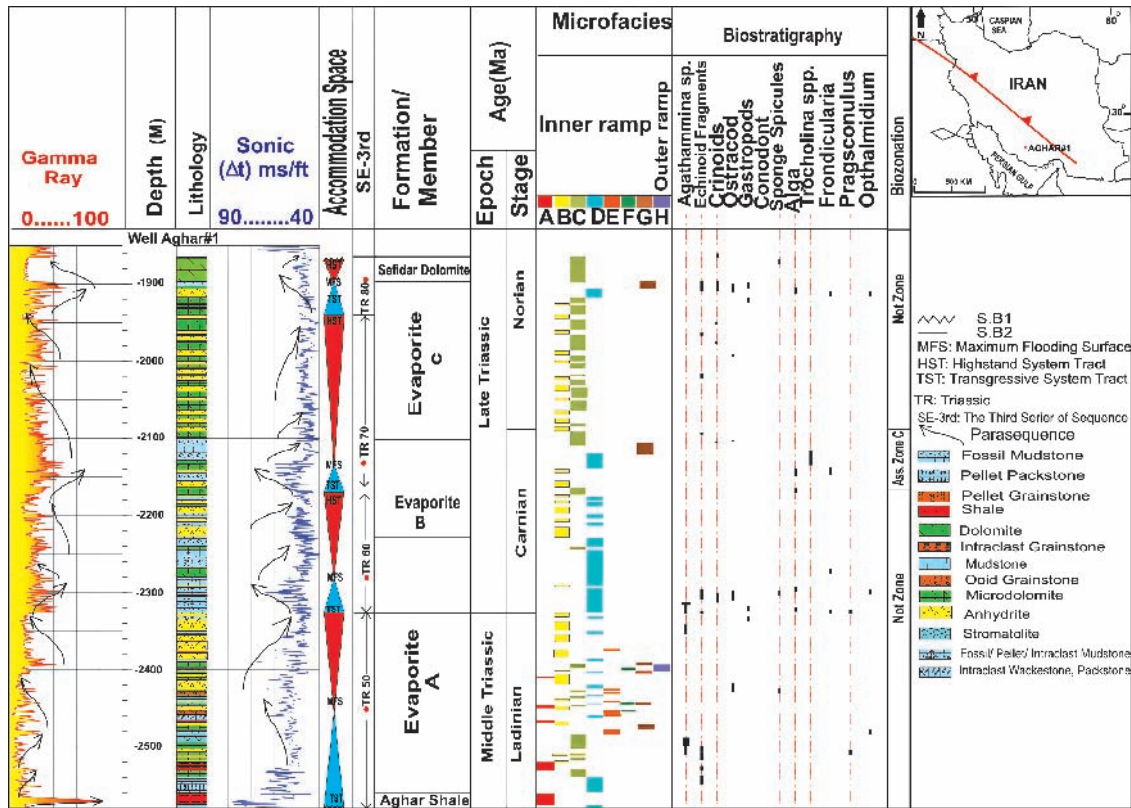 Gamma Ray
0......100
Depth (M)
Lithology
Sonic
(Δt) ms/ft
90........40
Accommodation Space
SE-3rd
Formation/
Member
Age(Ma)
Epoch
Stage
Microfacies
Inner ramp
Outer ramp
A B C D E F G H
Biostratigraphy
Agathammina sp.
Echinoid Fragments
Crinoids
Ostracod
Gastropods
Conodont
Sponge Spicules
Alga
Trocholina spp.
Frondicularia
Pragsconulus
Opthalmidium
Biozonation
Well Aghar#1
-1900
-2000
-2100
-2200
-2300
-2400
-2500
HST
MFS
TST
HST
MFS
TST
HST
MFS
TST
MFS
TST
TR 80
TR 70
TR 60
TR 50
Sefidar Dolomite
Evaporite
C
Evaporite
B
Evaporite
A
Aghar Shale
Late Triassic
Middle Triassic
Norian
Carnian
Ladinian
Not Zone
Ass. Zone C
Not Zone
N
50
CASPIAN
SEA
60
IRAN
30
AGHAR#1
PERSIAN GULF
0 500 KM
S.B1
S.B2
MFS: Maximum Flooding Surface
HST: Highstand System Tract
TST: Transgressive System Tract
TR: Triassic
SE-3rd: The Third Serier of Sequence
Parasequence
Fossil Mudstone
Pellet Packstone
Pellet Grainstone
Shale
Dolomite
Intraclast Grainstone
Mudstone
Ooid Grainstone
Microdolomite
Anhydrite
Stromatolite
Fossil/ Pellet/ Intraclast Mudstone
Intraclast Wackestone, Packstone